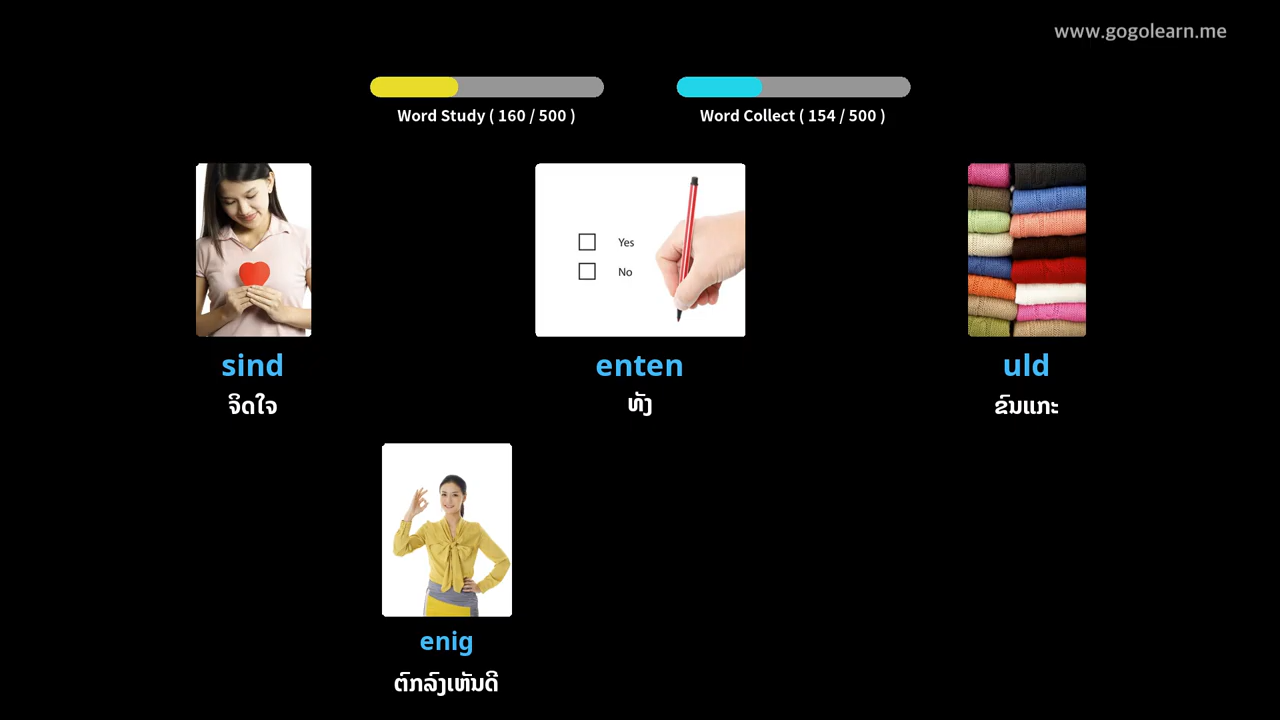 www.gogolearn.me
Word Study ( 160 / 500 )
Word Collect ( 154 / 500 )
Yes
No
sind
enten
uld
ຈິດໃຈ
ທັງ
ຂົນແກະ
enig
ຕົກລົງເຫັນດີ